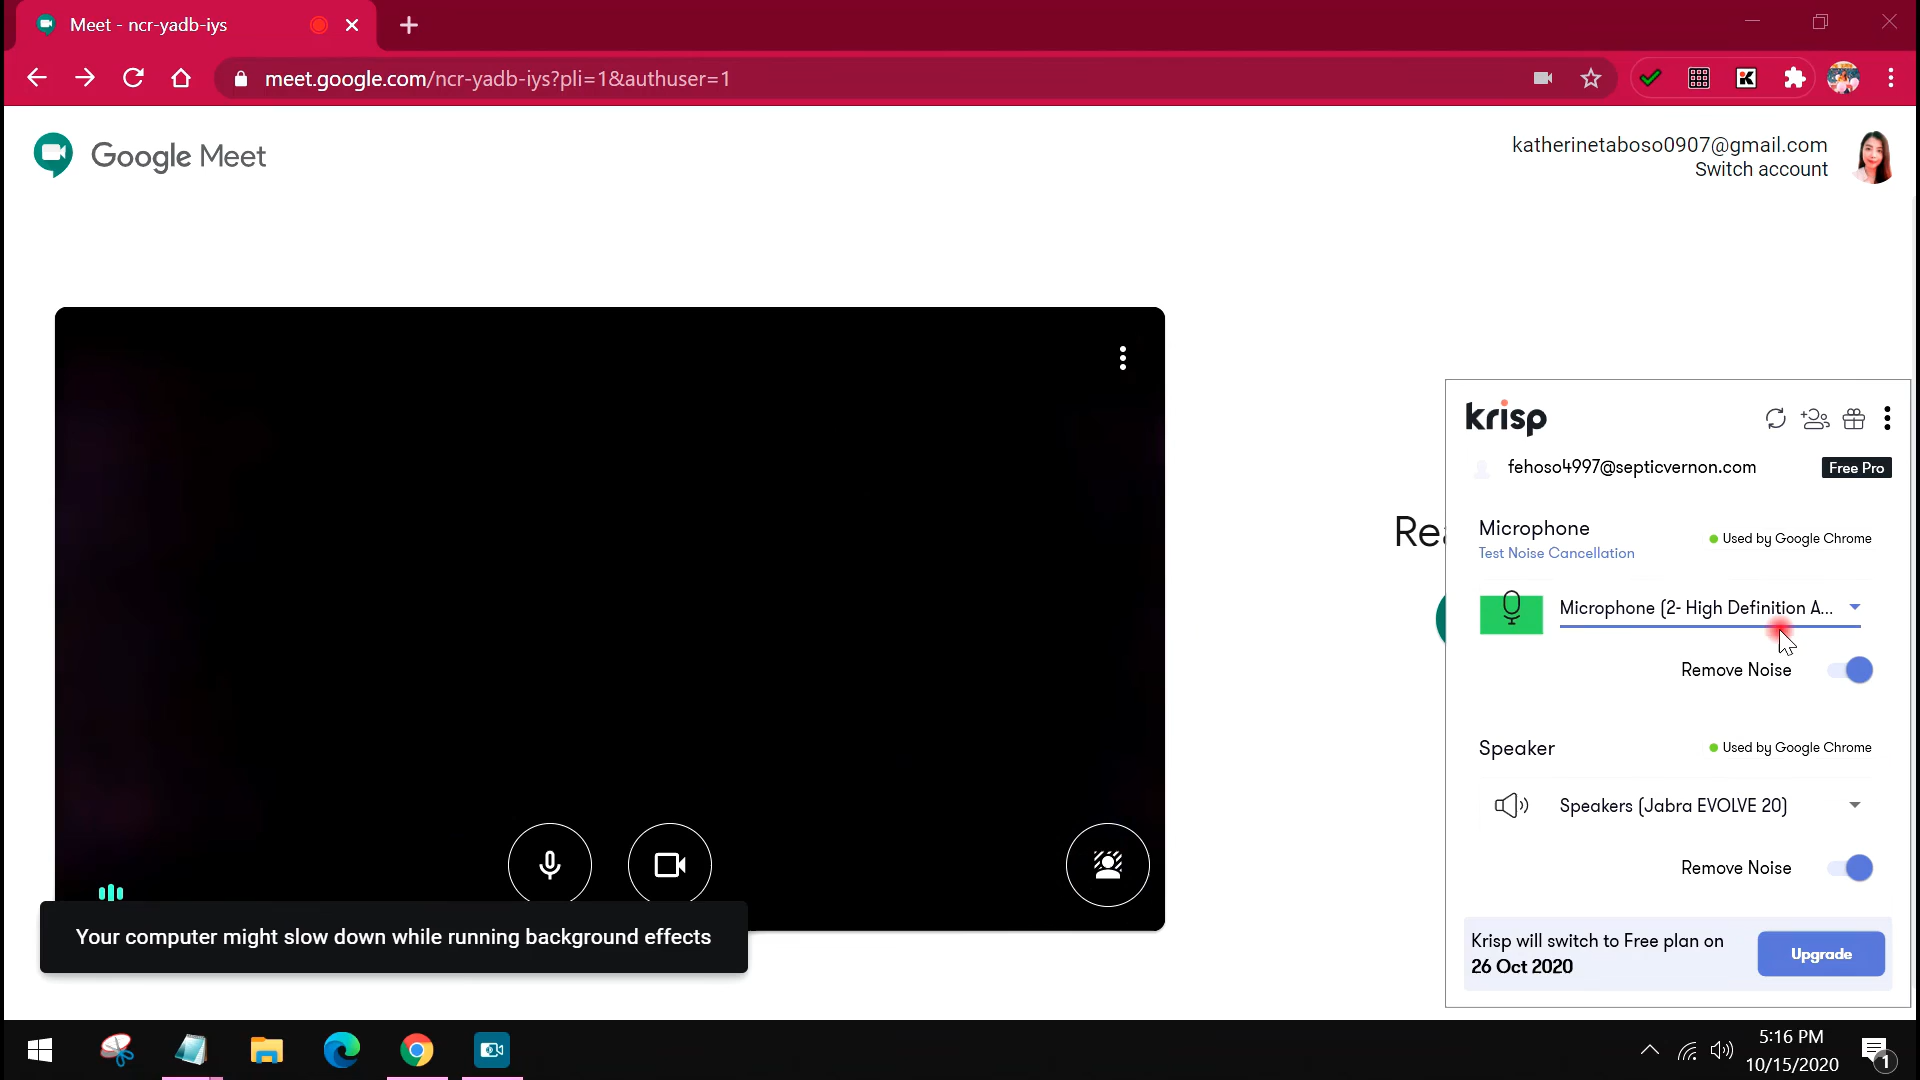 Meet - ncr-yadb-iys
meet.google.com/ncr-yadb-iys?pli=1&authuser=1
Google Meet
katherinetaboso0907@gmail.com
Switch account
krisp
fehoso4997@septicvernon.com
Free Pro
Rea
Microphone
Used by Google Chrome
Test Noise Cancellation
Microphone (2- High Definition A...
Remove Noise
Speaker
Used by Google Chrome
Speakers (Jabra EVOLVE 20)
Remove Noise
Your computer might slow down while running background effects
Krisp will switch to Free plan on
26 Oct 2020
Upgrade
5:16 PM
10/15/2020
1